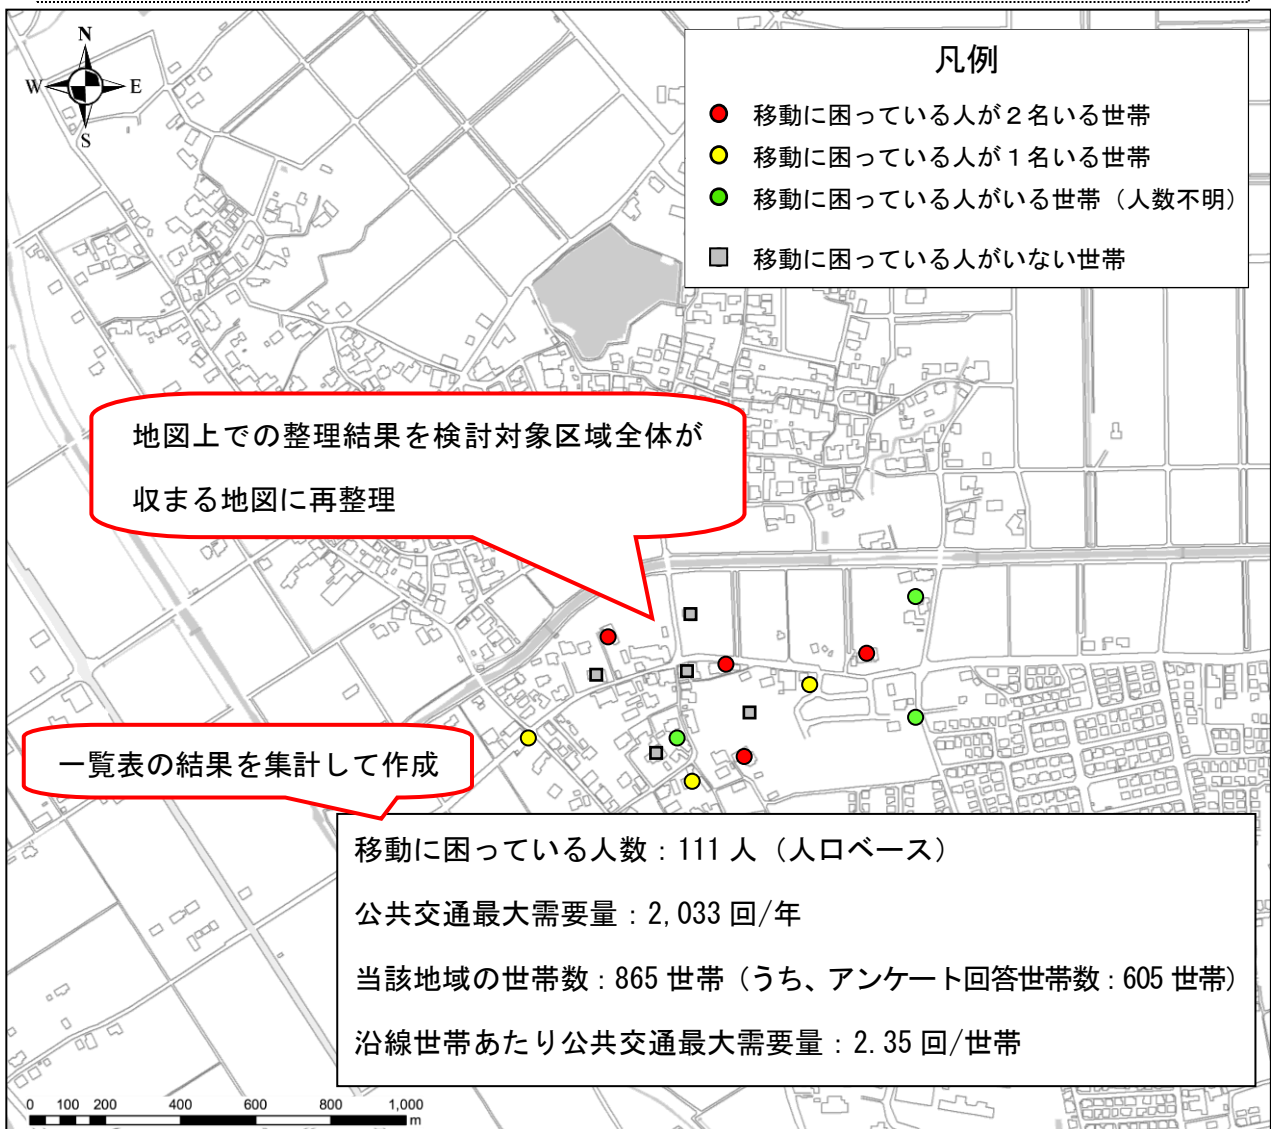 N
W
E
S
凡例
移動に困っている人が２名いる世帯
移動に困っている人が１名いる世帯
移動に困っている人がいる世帯（人数不明）
移動に困っている人がいない世帯
地図上での整理結果を検討対象区域全体が
収まる地図に再整理
一覧表の結果を集計して作成
移動に困っている人数：111 人（人口ベース）
公共交通最大需要量：2,033 回/年
当該地域の世帯数：865 世帯（うち、アンケート回答世帯数：605 世帯）
沿線世帯あたり公共交通最大需要量：2.35 回/世帯
0 100 200 400 600 800 1,000
m